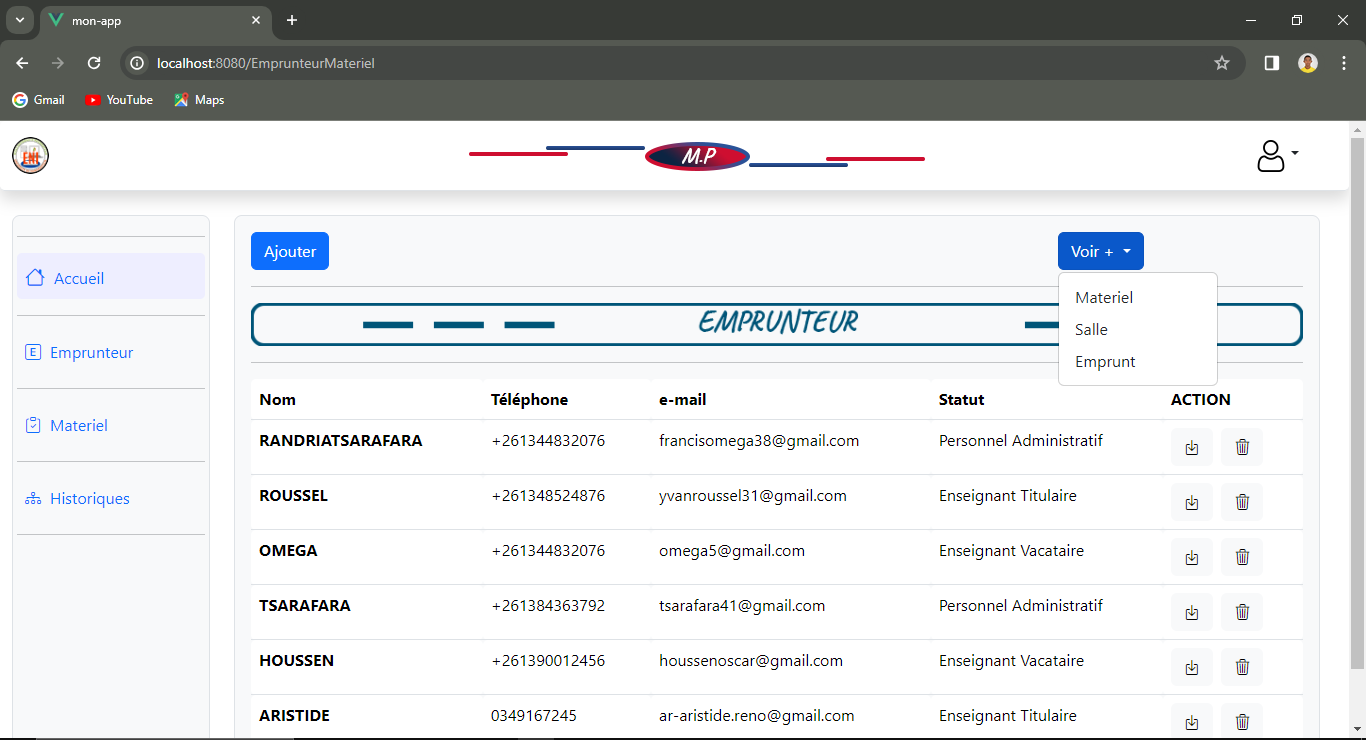 mon-app
localhost:8080/EmprunteurMateriel
Gmail YouTube Maps
M.P
Ajouter
Voir +
Materiel
Salle
Emprunt
Accueil
Emprunteur
Materiel
Historiques
EMPRUNTEUR
Nom Téléphone e-mail Statut ACTION
RANDRIATSARAFARA +261344832076 francisomega38@gmail.com Personnel Administratif
ROUSSEL +261348524876 yvanroussel31@gmail.com Enseignant Titulaire
OMEGA +261344832076 omega5@gmail.com Enseignant Vacataire
TSARAFARA +261384363792 tsarafara41@gmail.com Personnel Administratif
HOUSSEN +261390012456 houssenoscar@gmail.com Enseignant Vacataire
ARISTIDE 0349167245 ar-aristide.reno@gmail.com Enseignant Titulaire